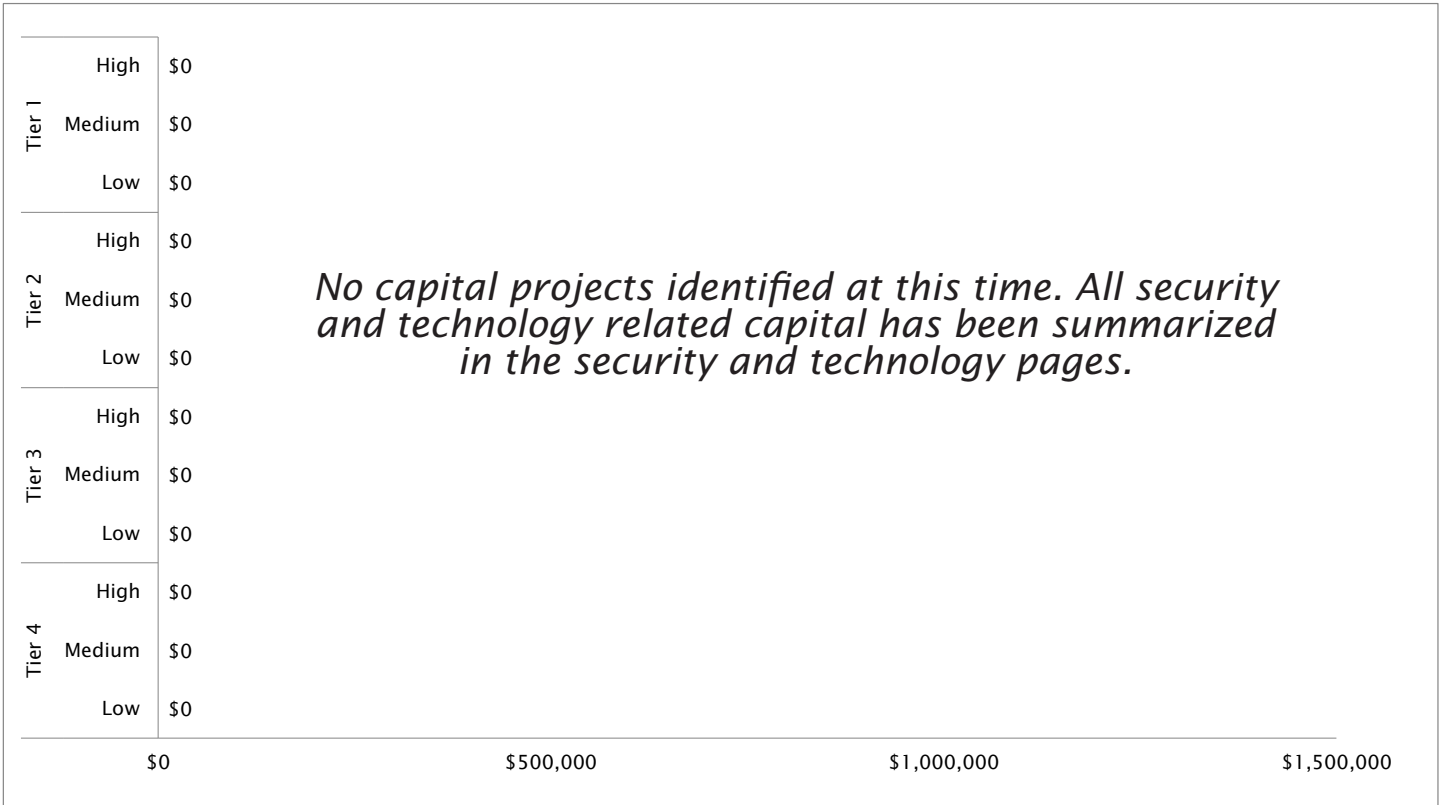 Tier 1
High $0
Medium $0
Low $0
Tier 2
High $0
Medium $0
Low $0
No capital projects identified at this time. All security
and technology related capital has been summarized
in the security and technology pages.
Tier 3
High $0
Medium $0
Low $0
Tier 4
High $0
Medium $0
Low $0
$0 $500,000 $1,000,000 $1,500,000